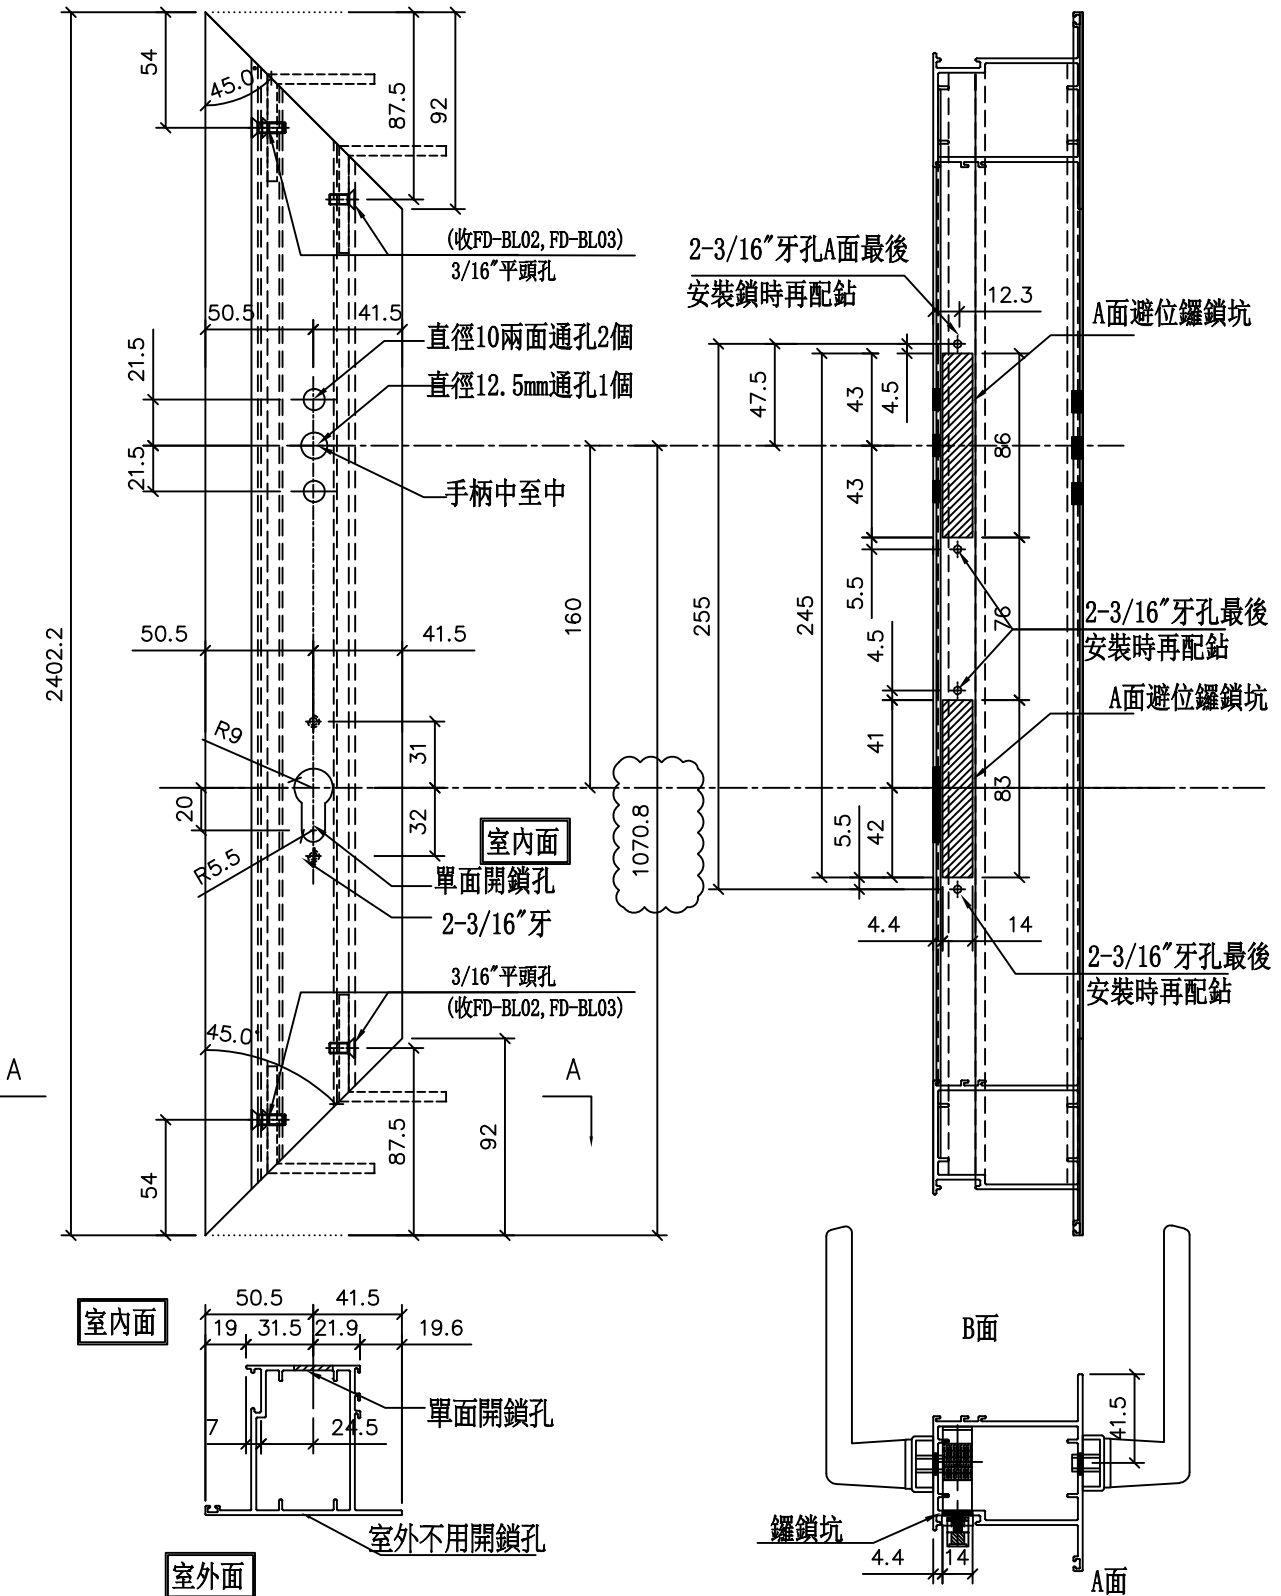 54
45.0°
87.5
92
(收FD-BL02,FD-BL03)
3/16″平頭孔
50.5
41.5
直徑10兩面通孔2個
直徑12.5mm通孔1個
21.5
21.5
手柄中至中
2402.2
50.5
41.5
160
R9
31
20
32
R5.5
室內面
1070.8
單面開鎖孔
2-3/16″牙
3/16″平頭孔
(收FD-BL02,FD-BL03)
45.0°
A
A
87.5
92
54
2-3/16″牙孔A面最後
安裝鎖時再配鉆
12.3
A面避位鑼鎖坑
47.5
43
4.5
86
43
255
245
5.5
76
2-3/16″牙孔最後
安裝時再配鉆
4.5
A面避位鑼鎖坑
41
83
5.5
42
4.4
14
2-3/16″牙孔最後
安裝時再配鉆
室內面
50.5
41.5
19
31.5
21.9
19.6
單面開鎖孔
7
24.5
室外不用開鎖孔
室外面
B面
41.5
鑼鎖坑
4.4
14
A面